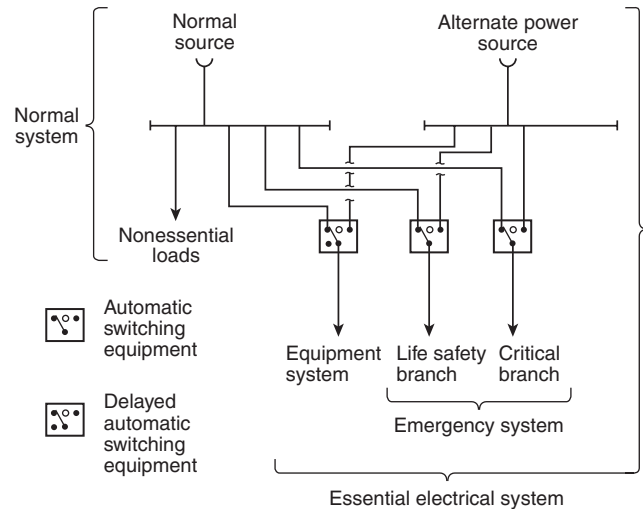 Normal
source
Alternate power
source
Normal
system
Nonessential
loads
Automatic
switching
equipment
Equipment
system
Life safety
branch
Critical
branch
Delayed
automatic
switching
equipment
Emergency system
Essential electrical system